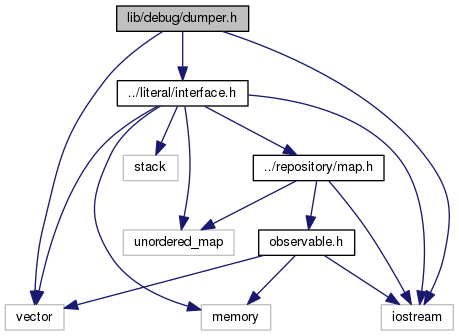 lib/debug/dumper.h
../literal/interface.h
stack
../repository/map.h
unordered_map
observable.h
vector
memory
iostream